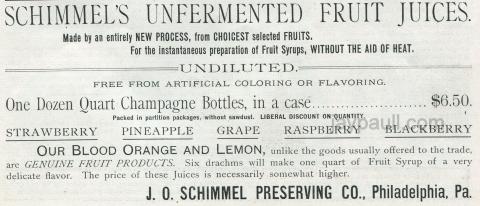 SCHIMMEL'S UNFERMENTED FRUIT JUICES.
Made by an entirely NEW PROCESS, from CHOICEST selected FRUITS.
For the instantaneous preparation of Fruit Syrups, WITHOUT THE AID OF HEAT.
UNDILUTED.
FREE FROM ARTIFICIAL COLORING OR FLAVORING.
One Dozen Quart Champagne Bottles, in a case.....................$6.50.
Packed in partition packages, without sawdust. LIBERAL DISCOUNT ON QUANTITY.
jaypaull.com
STRAWBERRY PINEAPPLE GRAPE RASPBERRY BLACKBERRY
OUR BLOOD ORANGE AND LEMON, unlike the goods usually offered to the trade,
are GENUINE FRUIT PRODUCTS. Six drachms will make one quart of Fruit Syrup of a very
delicate flavor. The price of these Juices is necessarily somewhat higher.
J. O. SCHIMMEL PRESERVING CO., Philadelphia, Pa.